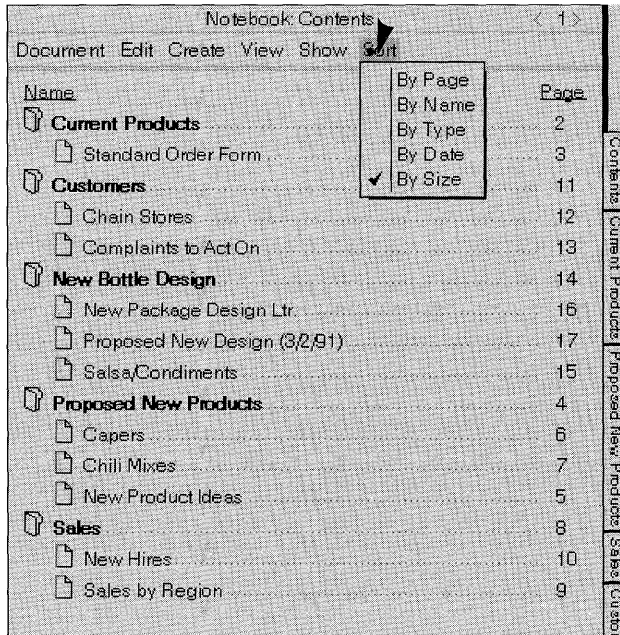 Notebook: Contents < 1 >
Document Edit Create View Show Sort
By Page
By Name
By Type
By Date
✔ By Size
Name Page
Current Products 2
Standard Order Form 3
Customers 11
Chain Stores 12
Complaints to Act On 13
New Bottle Design 14
New Package Design Ltr. 16
Proposed New Design (3/2/91) 17
Salsa/Condiments 15
Proposed New Products 4
Capers 6
Chili Mixes 7
New Product Ideas 5
Sales 8
New Hires 10
Sales by Region 9
Contents
Current Products
Proposed New Products
Sales
Custo